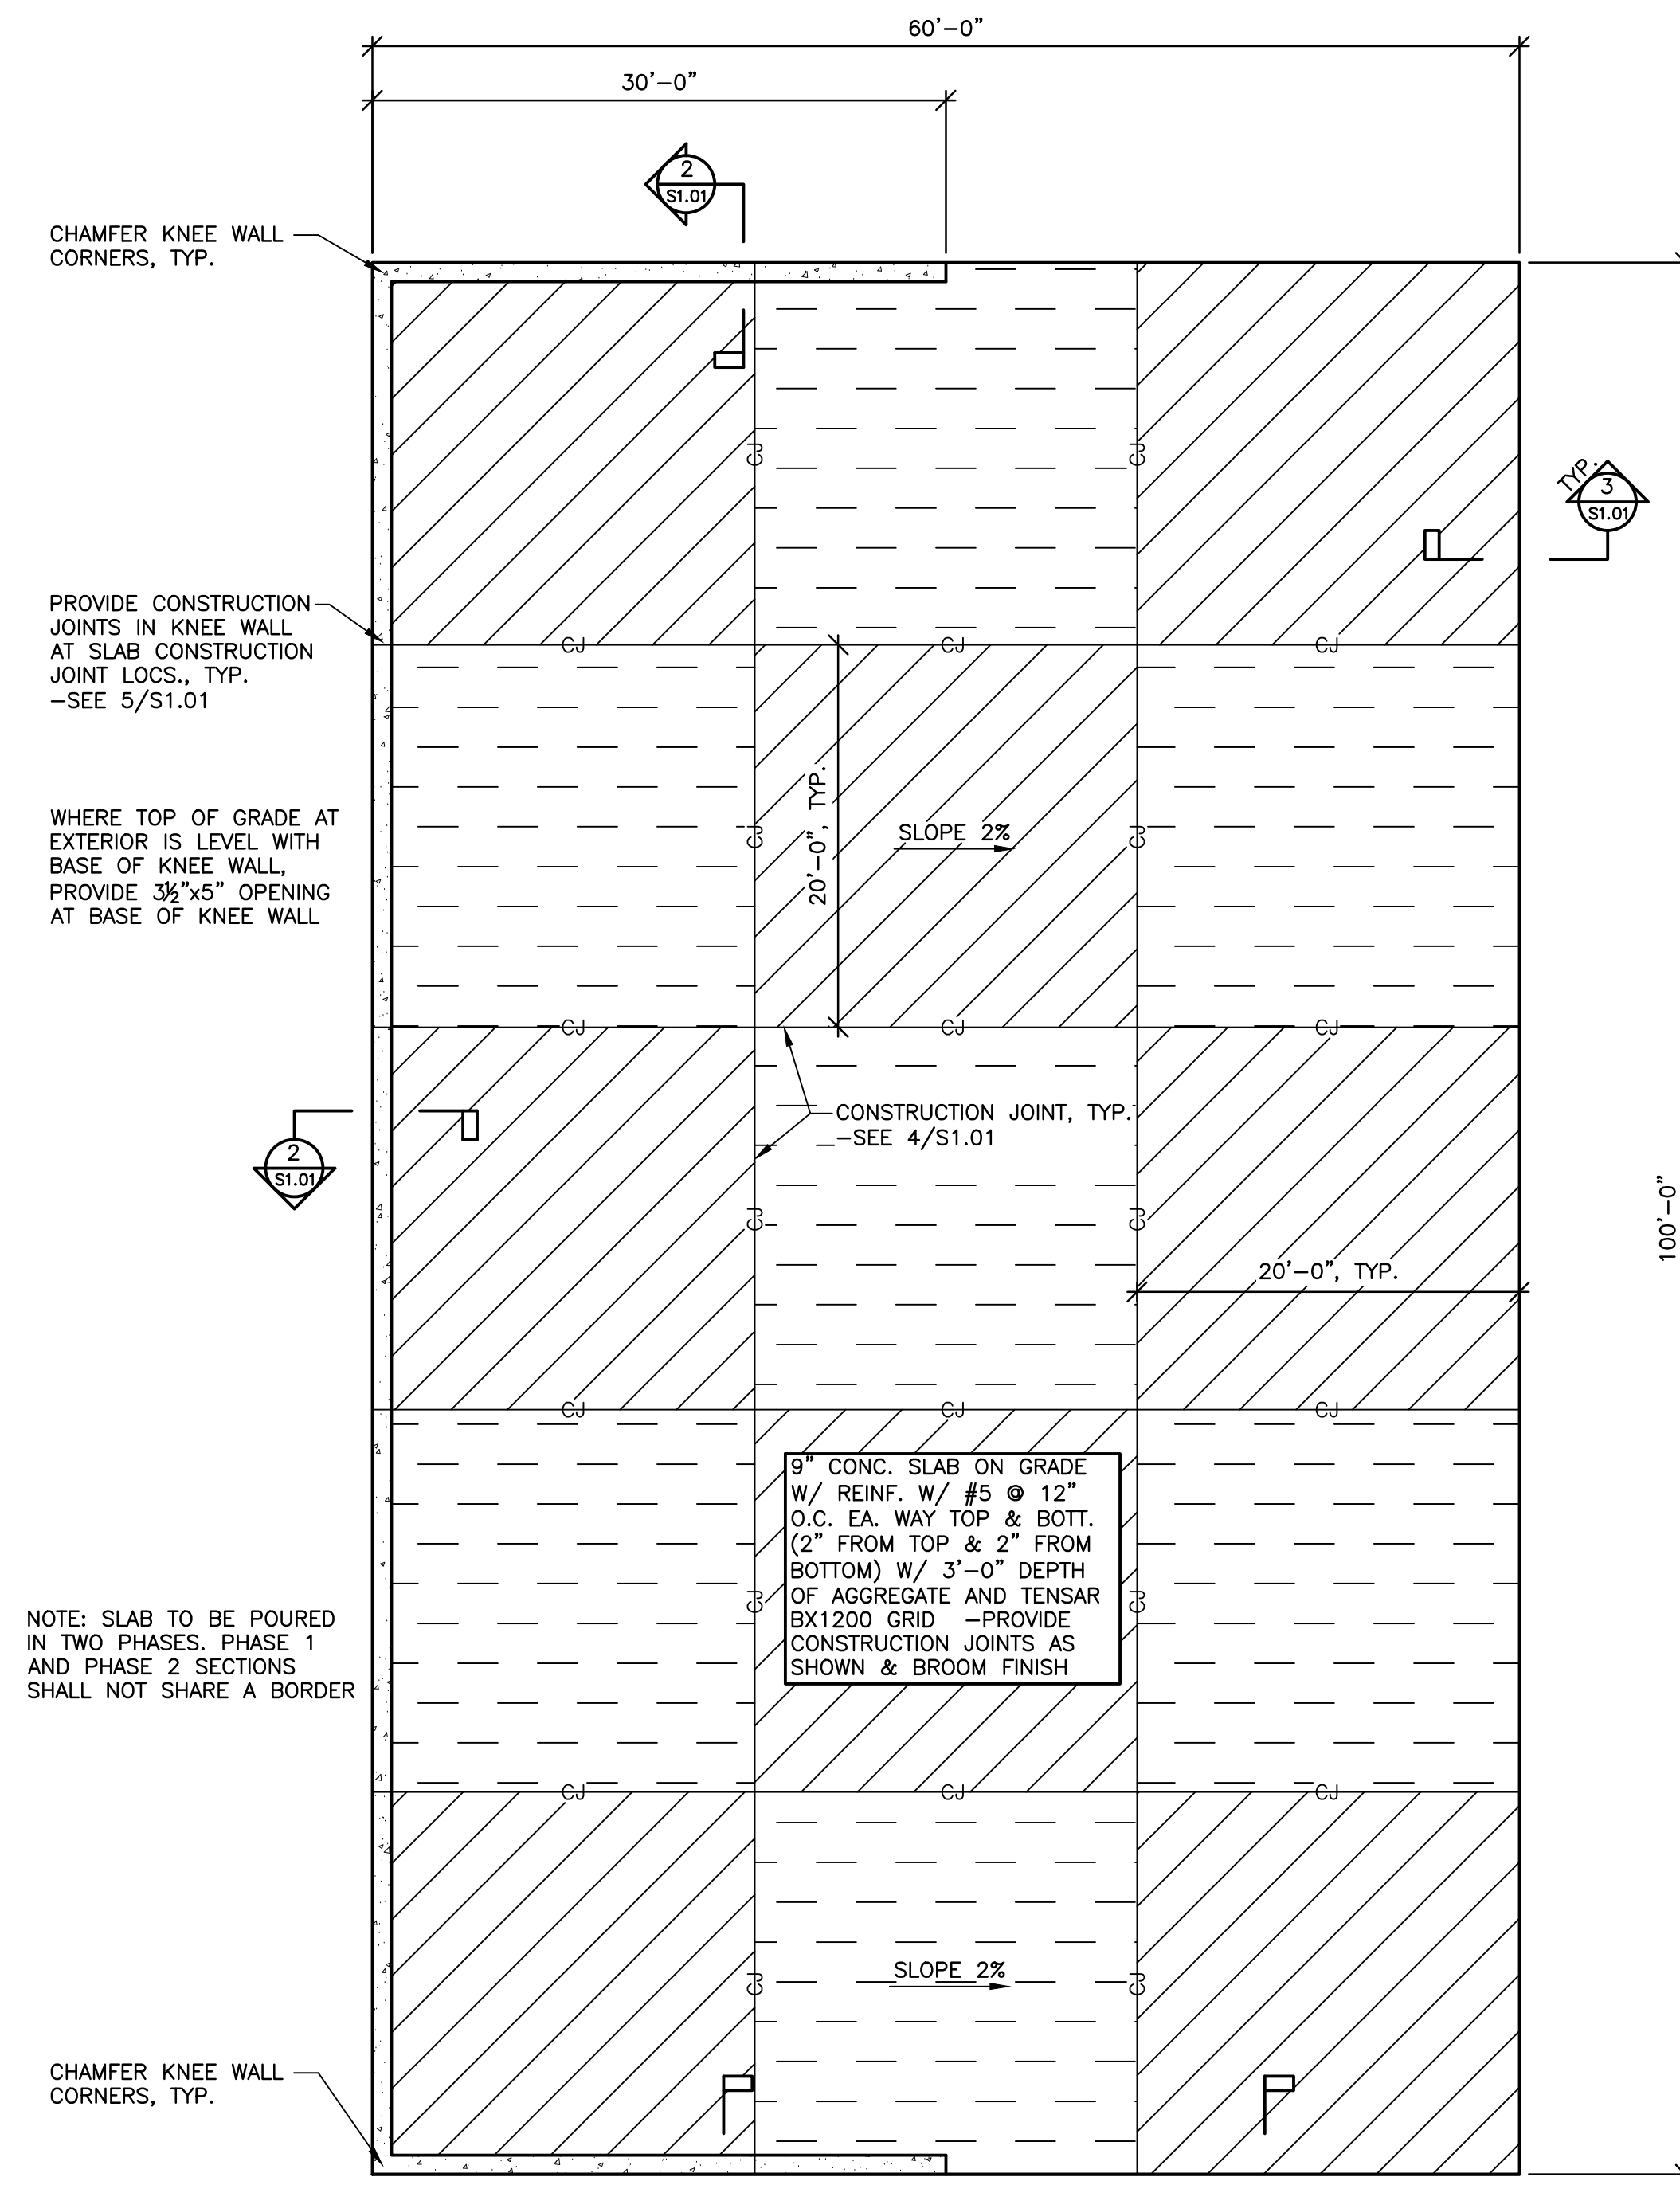 60'-0"
30'-0"
2
S1.01
CHAMFER KNEE WALL
CORNERS, TYP.
CJ
CJ
TYP.
3
S1.01
PROVIDE CONSTRUCTION
JOINTS IN KNEE WALL
AT SLAB CONSTRUCTION
JOINT LOCS., TYP.
-SEE 5/S1.01
CJ
CJ
CJ
WHERE TOP OF GRADE AT
EXTERIOR IS LEVEL WITH
BASE OF KNEE WALL,
PROVIDE 3½"x5" OPENING
AT BASE OF KNEE WALL
CJ
20'-0", TYP.
SLOPE 2%
CJ
CJ
CJ
CJ
CONSTRUCTION JOINT, TYP.
-SEE 4/S1.01
2
S1.01
CJ
CJ
100'-0"
20'-0", TYP.
CJ
CJ
CJ
9" CONC. SLAB ON GRADE
W/ REINF. W/ #5 @ 12"
O.C. EA. WAY TOP & BOTT.
(2" FROM TOP & 2" FROM
BOTTOM) W/ 3'-0" DEPTH
OF AGGREGATE AND TENSAR
BX1200 GRID -PROVIDE
CONSTRUCTION JOINTS AS
SHOWN & BROOM FINISH
CJ
CJ
NOTE: SLAB TO BE POURED
IN TWO PHASES. PHASE 1
AND PHASE 2 SECTIONS
SHALL NOT SHARE A BORDER
CJ
CJ
CJ
CJ
SLOPE 2%
CJ
CHAMFER KNEE WALL
CORNERS, TYP.